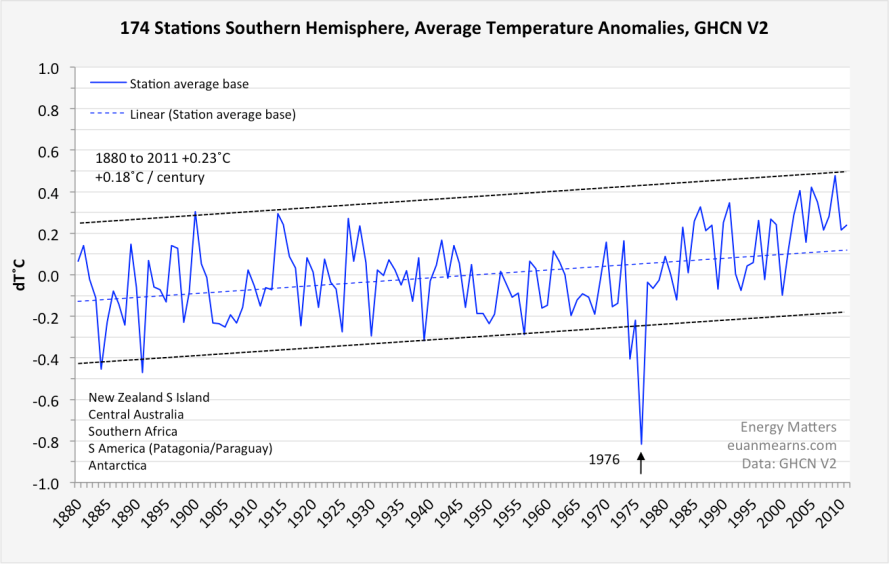 174 Stations Southern Hemisphere, Average Temperature Anomalies, GHCN V2
1.0
0.8
0.6
0.4
0.2
0.0
-0.2
-0.4
-0.6
-0.8
-1.0
dT˚C
Station average base
Linear (Station average base)
1880 to 2011 +0.23˚C
+0.18˚C / century
New Zealand S Island
Central Australia
Southern Africa
S America (Patagonia/Paraguay)
Antarctica
1976
Energy Matters
euanmearns.com
Data: GHCN V2
1880 1885 1890 1895 1900 1905 1910 1915 1920 1925 1930 1935 1940 1945 1950 1955 1960 1965 1970 1975 1980 1985 1990 1995 2000 2005 2010